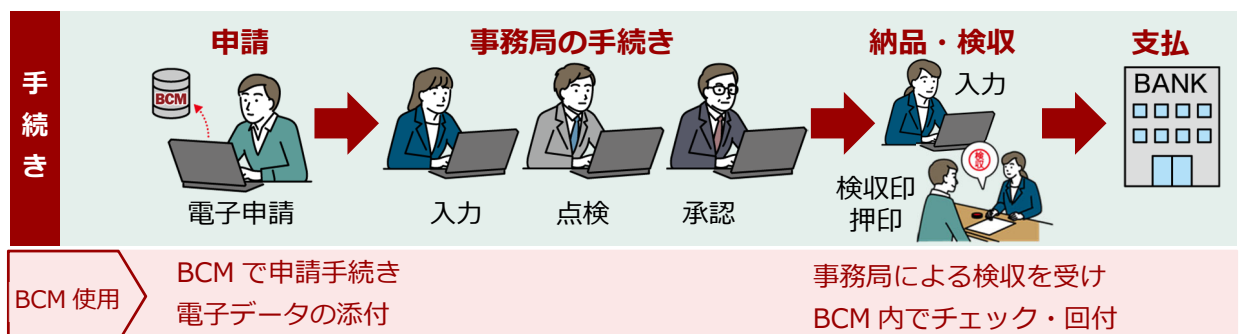 手続き
申請
事務局の手続き
納品・検収
支払
BCM
入力
BANK
検収
電子申請
入力
点検
承認
検収印
押印
BCM 使用
BCM で申請手続き
電子データの添付
事務局による検収を受け
BCM 内でチェック・回付